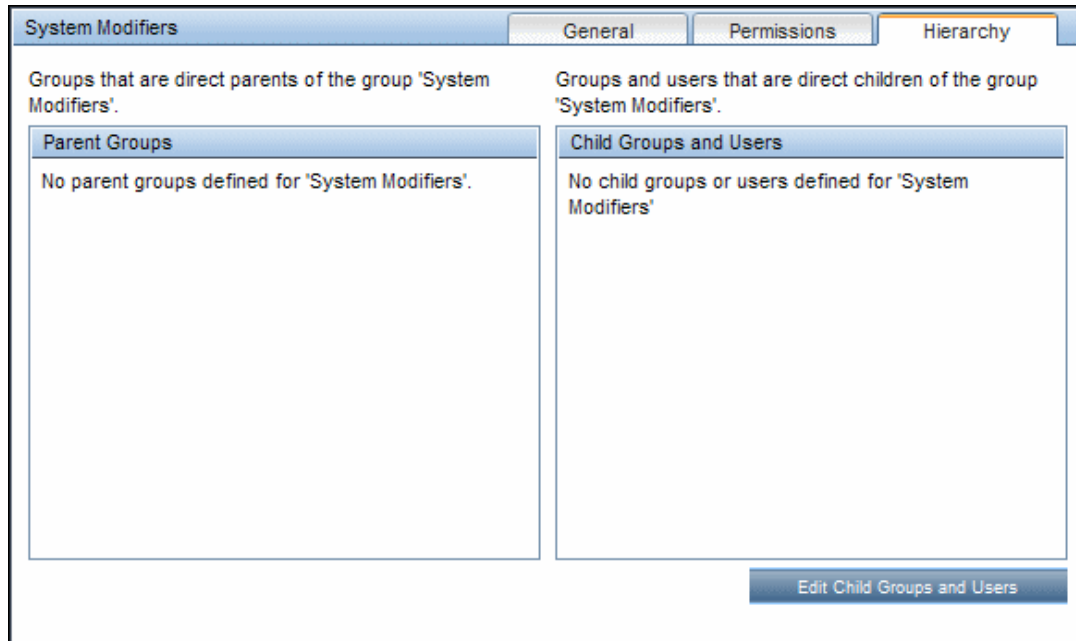 System Modifiers
General
Permissions
Hierarchy
Groups that are direct parents of the group 'System
Modifiers'.
Parent Groups
No parent groups defined for 'System Modifiers'.
Groups and users that are direct children of the group
'System Modifiers'.
Child Groups and Users
No child groups or users defined for 'System
Modifiers'
Edit Child Groups and Users